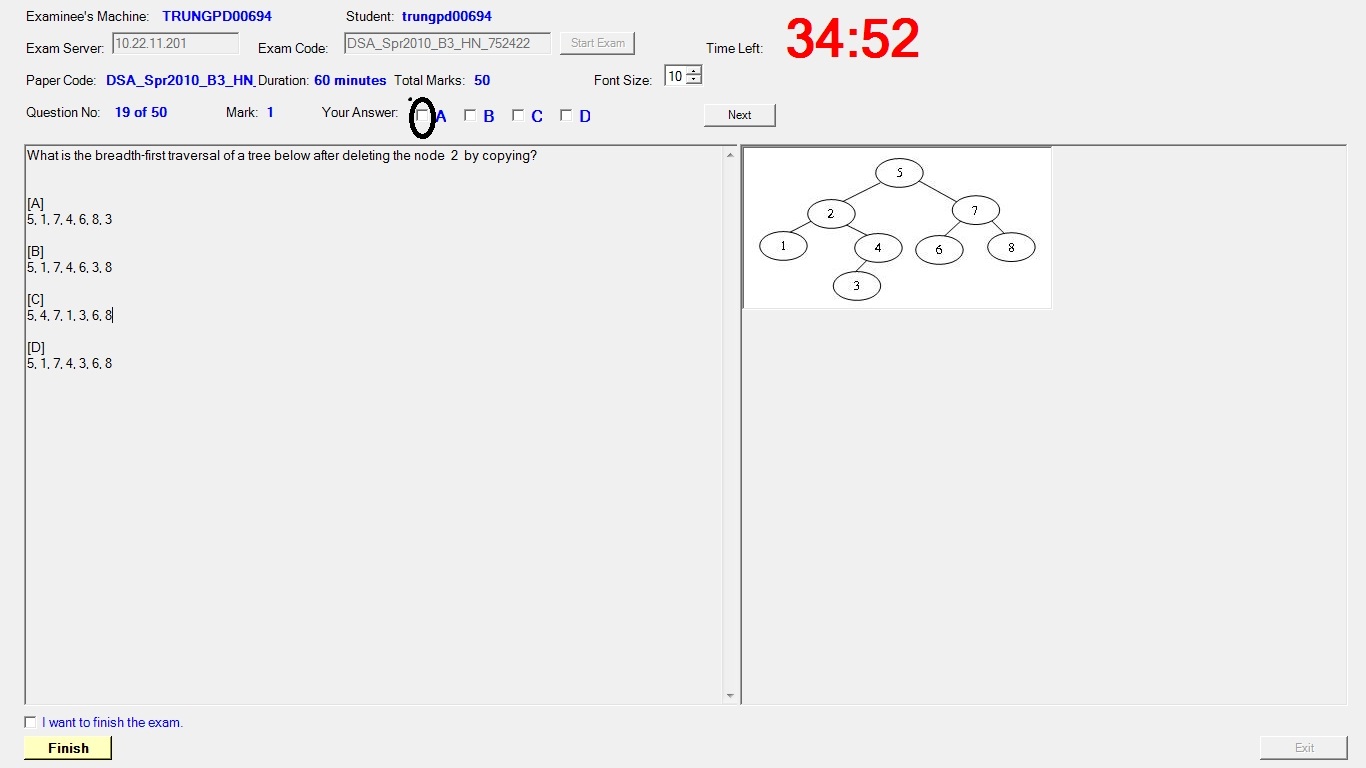 Examinee's Machine: TRUNGPD00694 Student: trungpd00694
34:52
Exam Server: 10.22.11.201 Exam Code: DSA_Spr2010_B3_HN_752422 Start Exam Time Left:
Paper Code: DSA_Spr2010_B3_HN_ Duration: 60 minutes Total Marks: 50 Font Size: 10
Question No: 19 of 50 Mark: 1 Your Answer: A B C D Next
What is the breadth-first traversal of a tree below after deleting the node 2 by copying?
[A]
5, 1, 7, 4, 6, 8, 3
[B]
5, 1, 7, 4, 6, 3, 8
[C]
5, 4, 7, 1, 3, 6, 8
[D]
5, 1, 7, 4, 3, 6, 8
5
2 7
1 4 6 8
3
I want to finish the exam.
Finish Exit